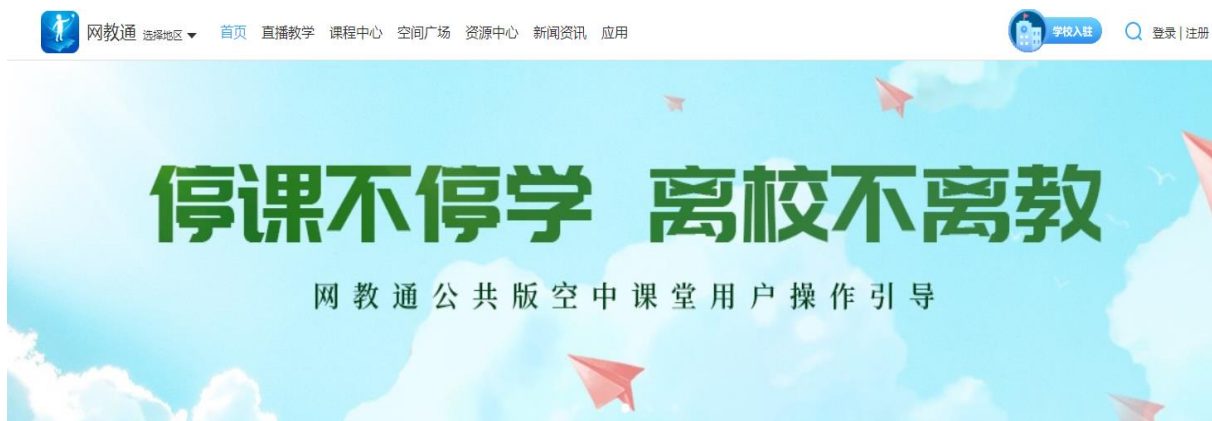 网教通 选择地区 首页 直播教学 课程中心 空间广场 资源中心 新闻资讯 应用 学校入驻 登录 | 注册
停课不停学 离校不离教
网教通公共版空中课堂用户操作引导